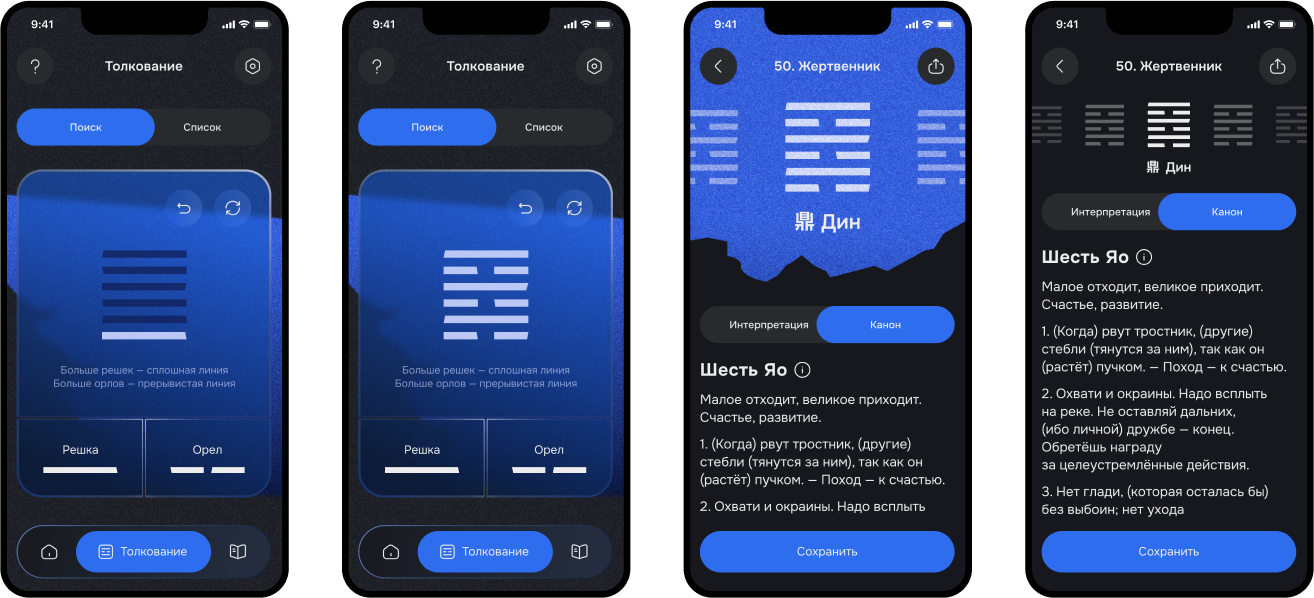 9:41
Толкование
Поиск
Список
Больше решек — сплошная линия
Больше орлов — прерывистая линия
Решка
Орел
Толкование
9:41
Толкование
Поиск
Список
Больше решек — сплошная линия
Больше орлов — прерывистая линия
Решка
Орел
Толкование
9:41
50. Жертвенник
鼎 Дин
Интерпретация
Канон
Шесть Яо
Малое отходит, великое приходит.
Счастье, развитие.
1. (Когда) рвут тростник, (другие)
стебли (тянутся за ним), так как он
(растёт) пучком. — Поход — к счастью.
2. Охвати и окраины. Надо всплыть
Сохранить
9:41
50. Жертвенник
鼎 Дин
Интерпретация
Канон
Шесть Яо
Малое отходит, великое приходит.
Счастье, развитие.
1. (Когда) рвут тростник, (другие)
стебли (тянутся за ним), так как он
(растёт) пучком. — Поход — к счастью.
2. Охвати и окраины. Надо всплыть
на реке. Не оставляй дальних,
(ибо личной) дружбе — конец.
Обретёшь награду
за целеустремлённые действия.
3. Нет глади, (которая осталась бы)
без выбоин; нет ухода
Сохранить